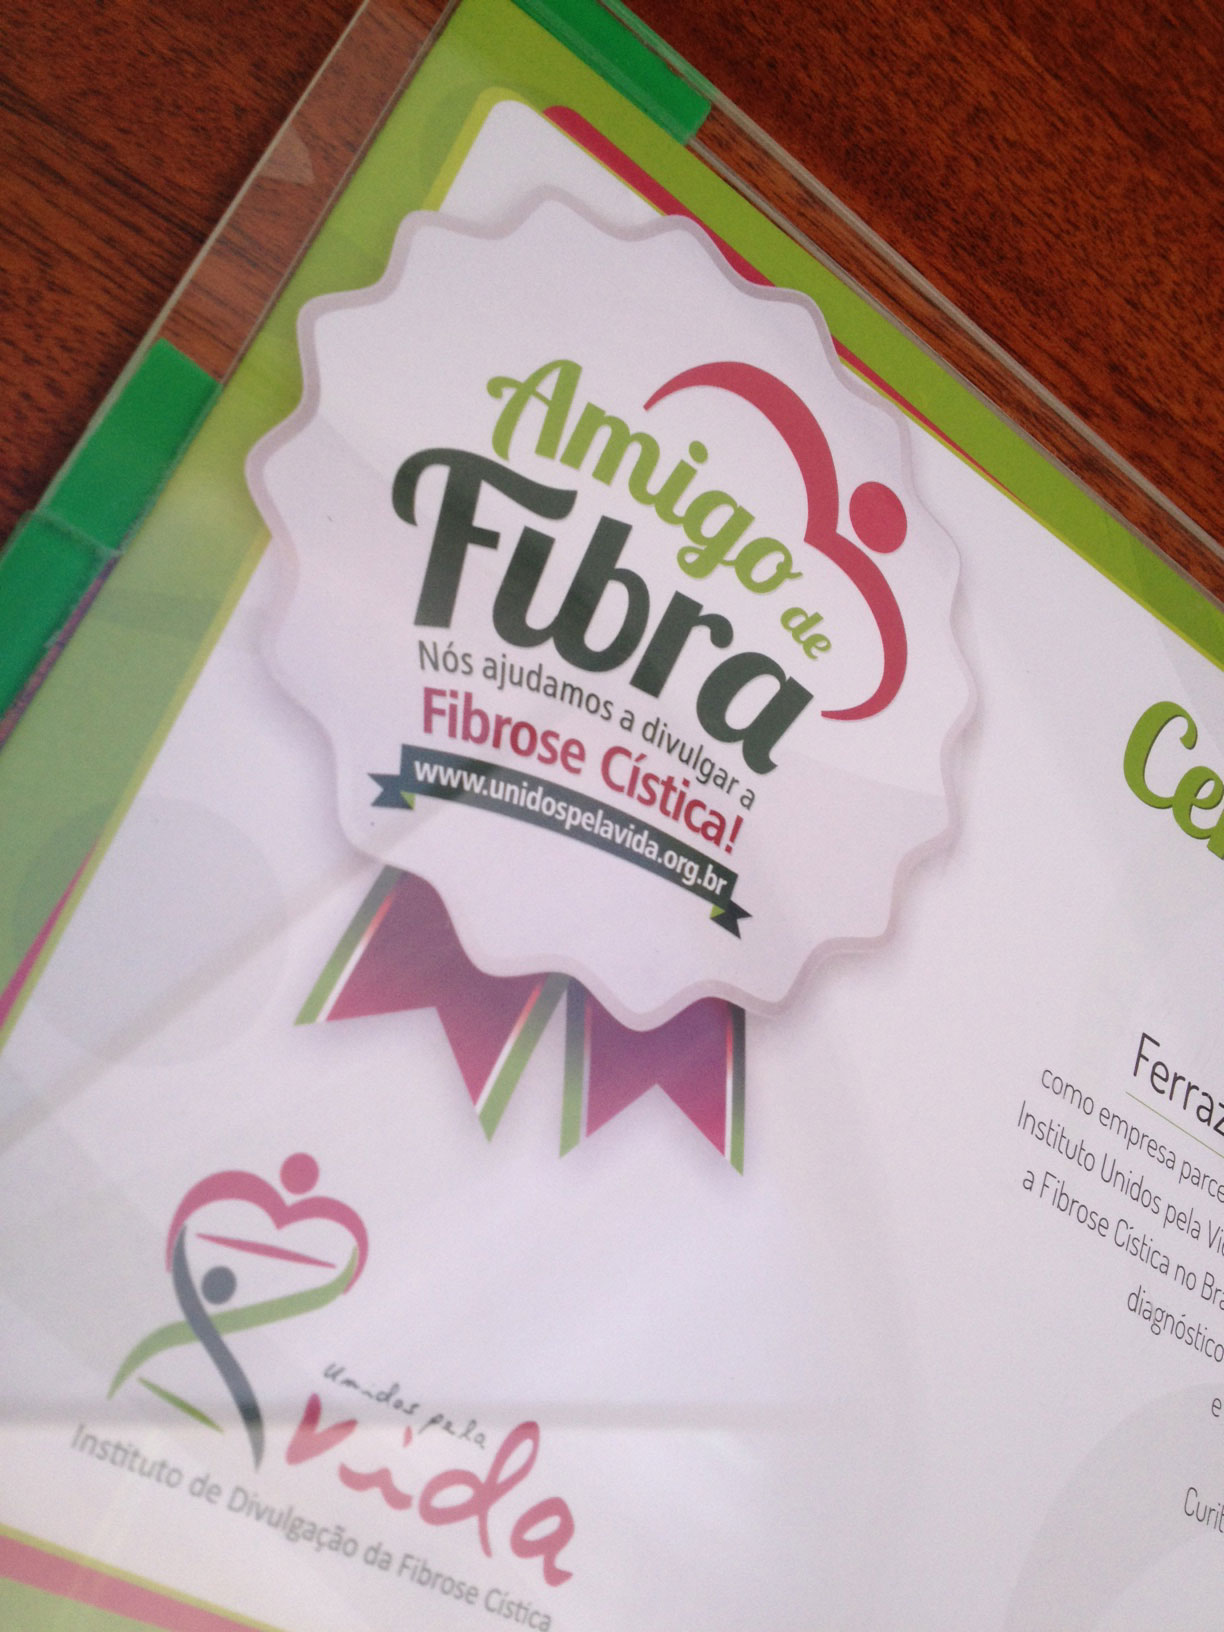 Amigo de
Fibra
Nós ajudamos a divulgar a
Fibrose Cística!
www.unidospelavida.org.br
Ce
Ferraz
como empresa parce
Instituto Unidos pela Vi
a Fibrose Cística no Bra
diagnóstico
e
Curit
unidos pela
vida
Instituto de Divulgação da Fibrose Cística